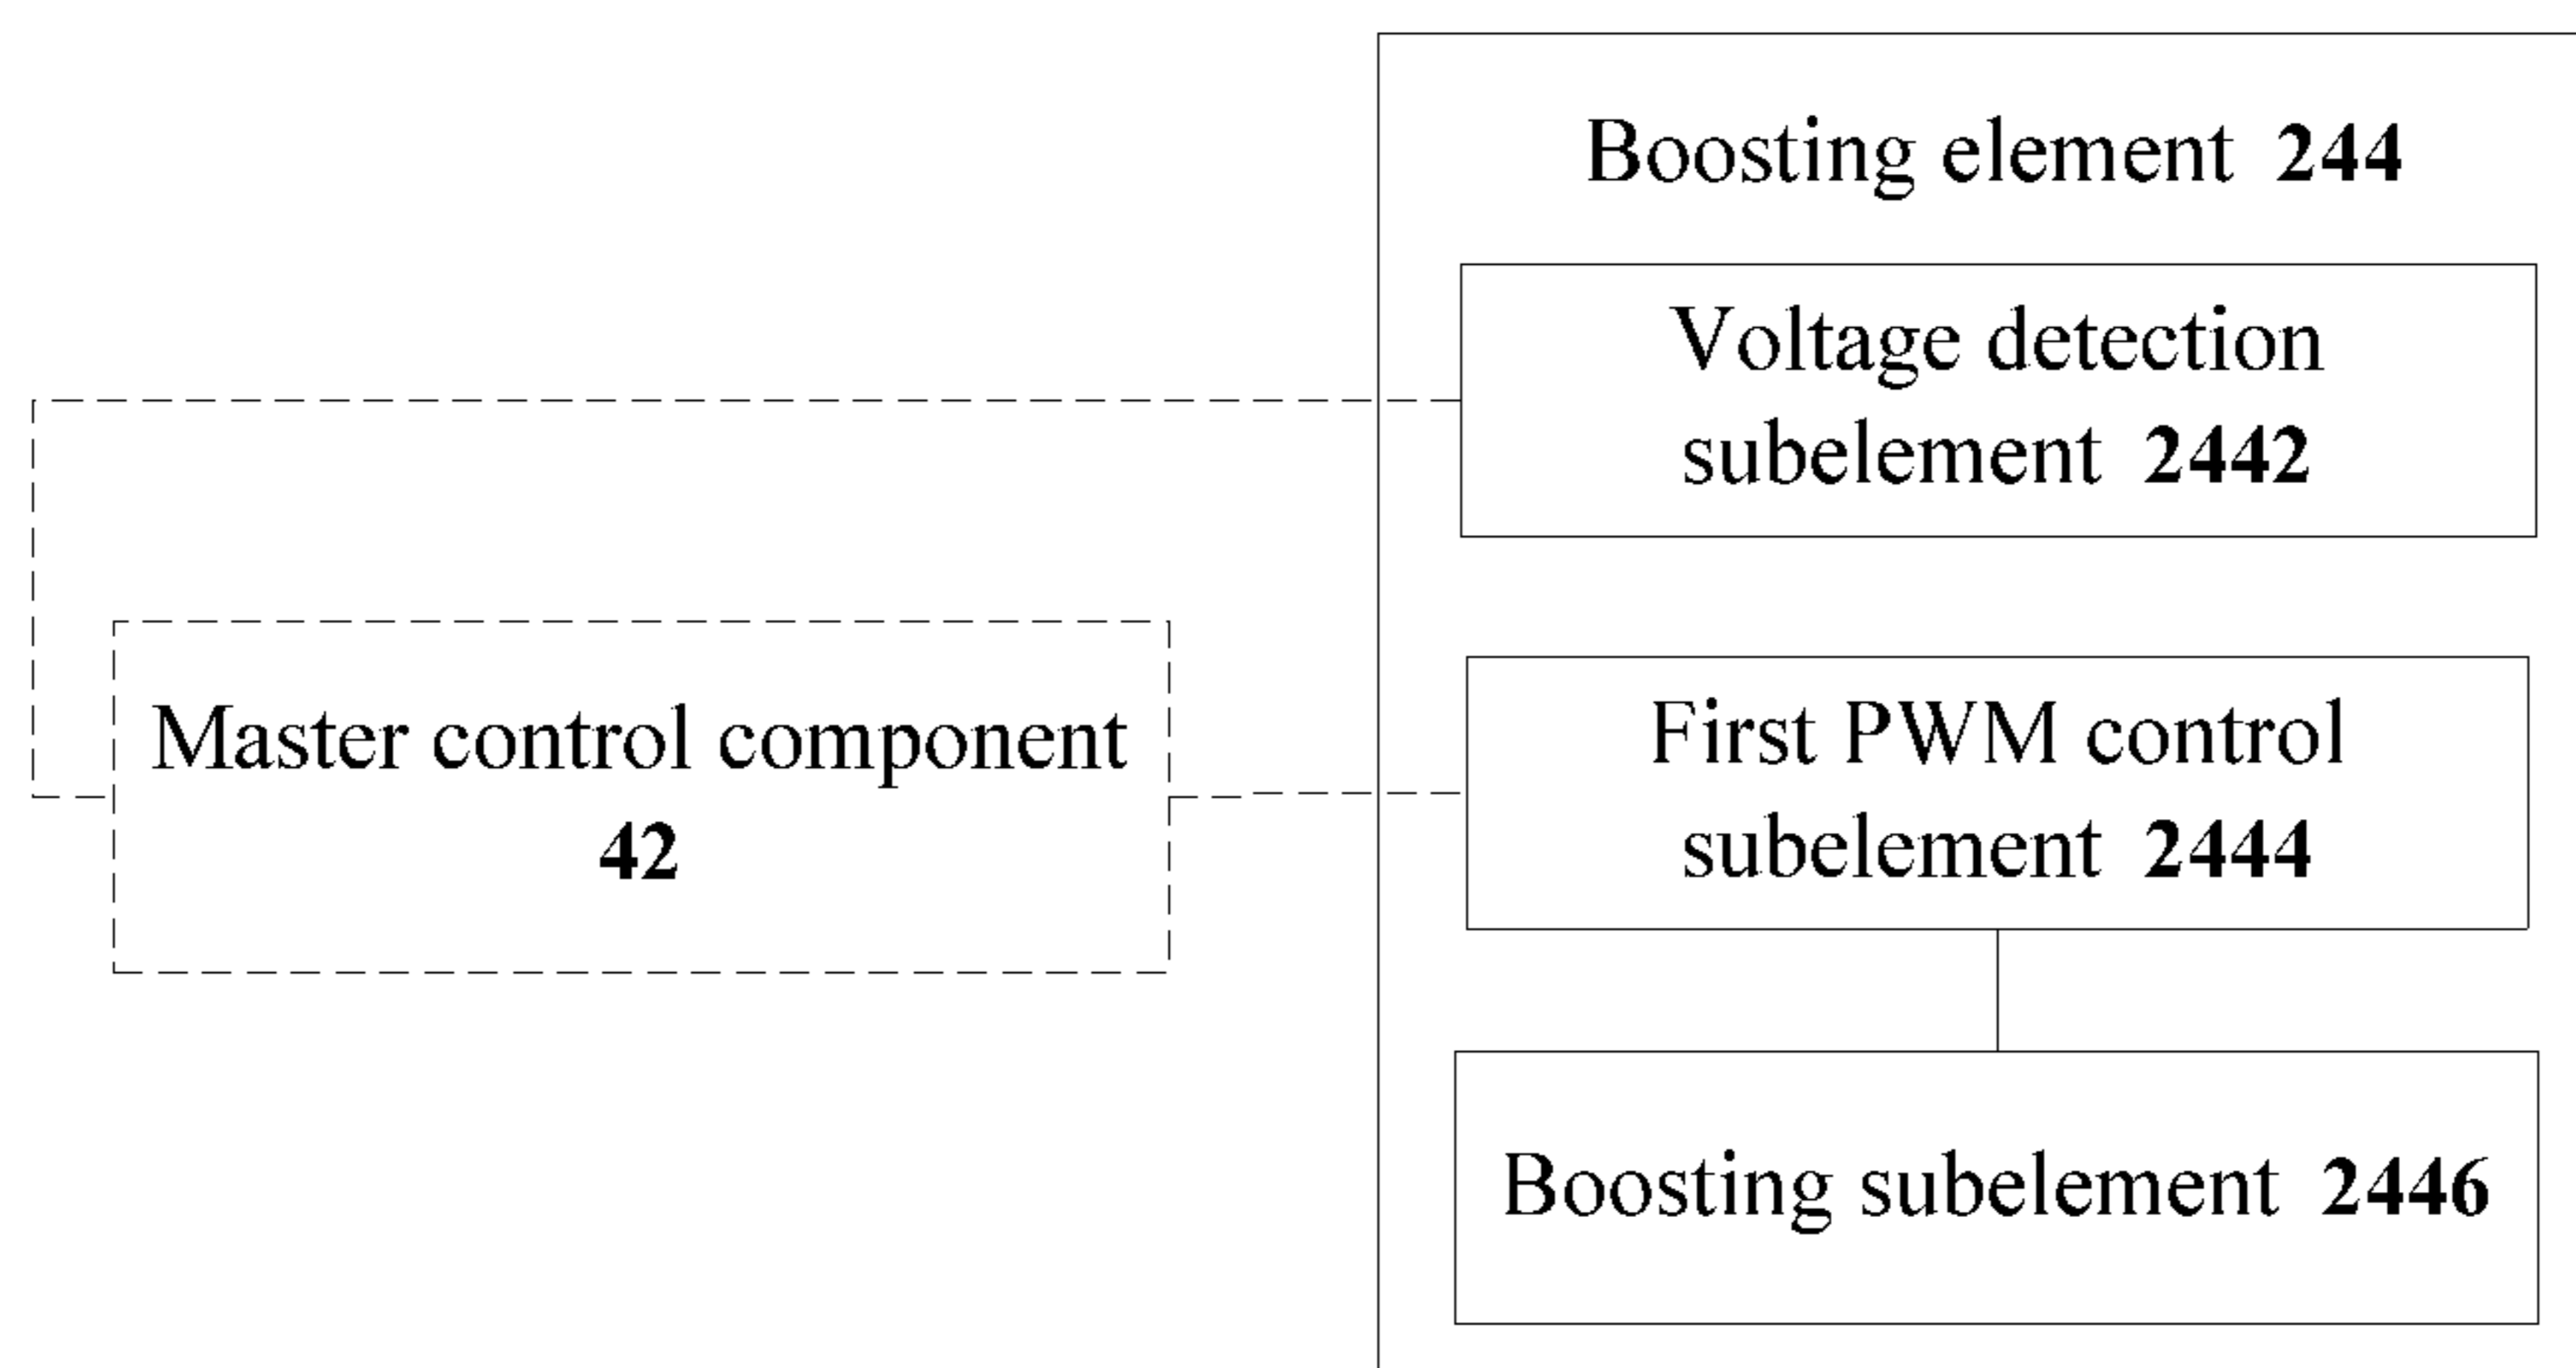 Boosting element 244
Voltage detection
subelement 2442
Master control component
42
First PWM control
subelement 2444
Boosting subelement 2446